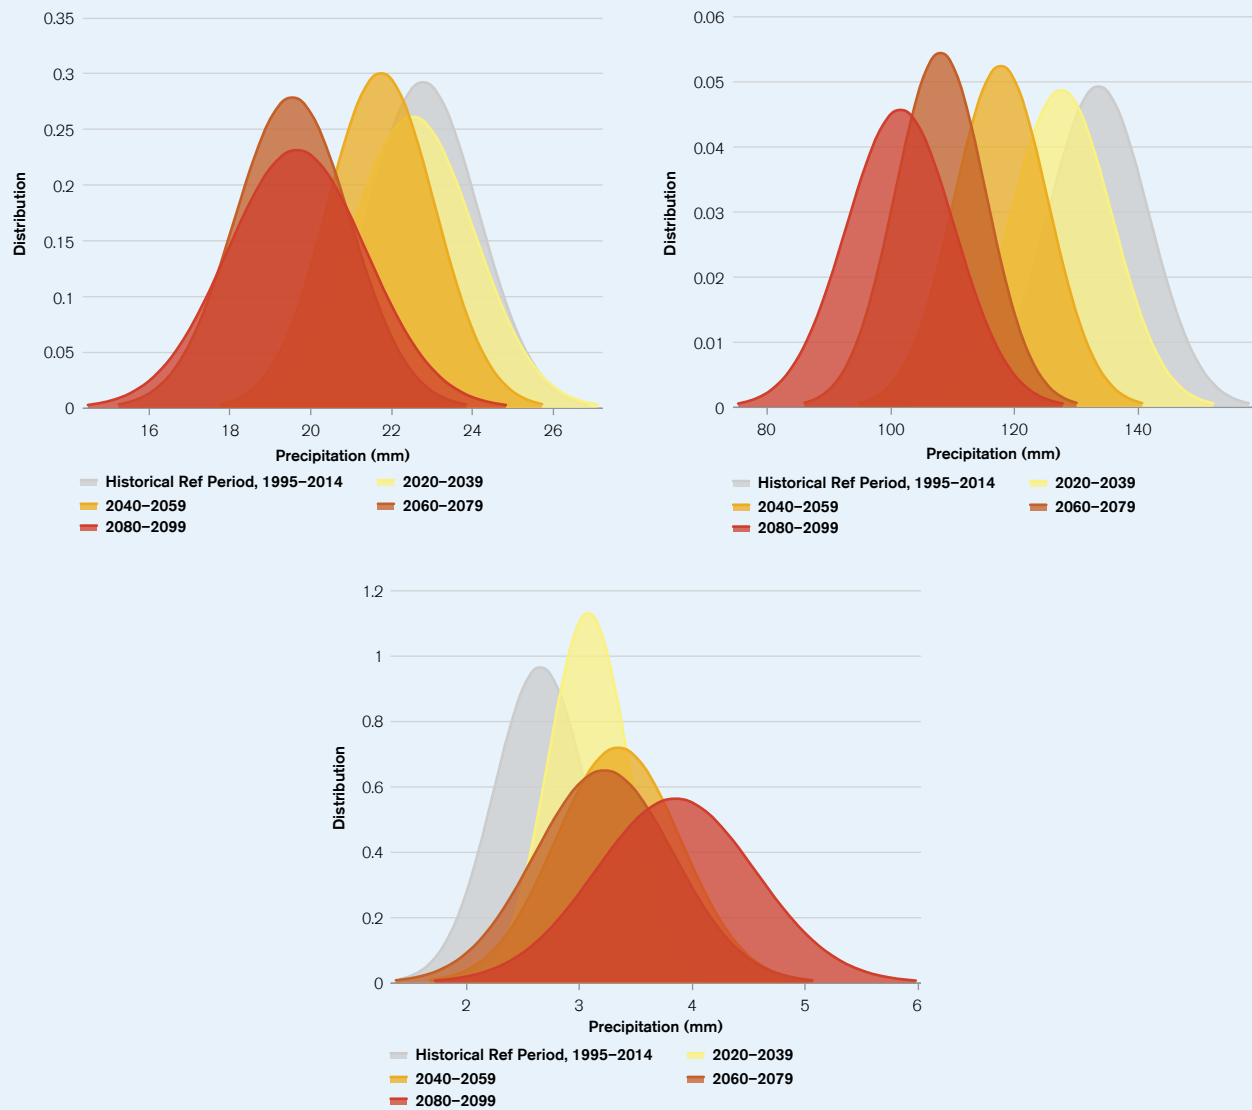 0.35
0.3
0.25
0.2
0.15
0.1
0.05
0
Distribution
16 18 20 22 24 26
Precipitation (mm)
Historical Ref Period, 1995–2014 2020–2039
2040–2059 2060–2079
2080–2099
0.06
0.05
0.04
0.03
0.02
0.01
0
Distribution
80 100 120 140
Precipitation (mm)
Historical Ref Period, 1995–2014 2020–2039
2040–2059 2060–2079
2080–2099
1.2
1
0.8
0.6
0.4
0.2
0
Distribution
2 3 4 5 6
Precipitation (mm)
Historical Ref Period, 1995–2014 2020–2039
2040–2059 2060–2079
2080–2099